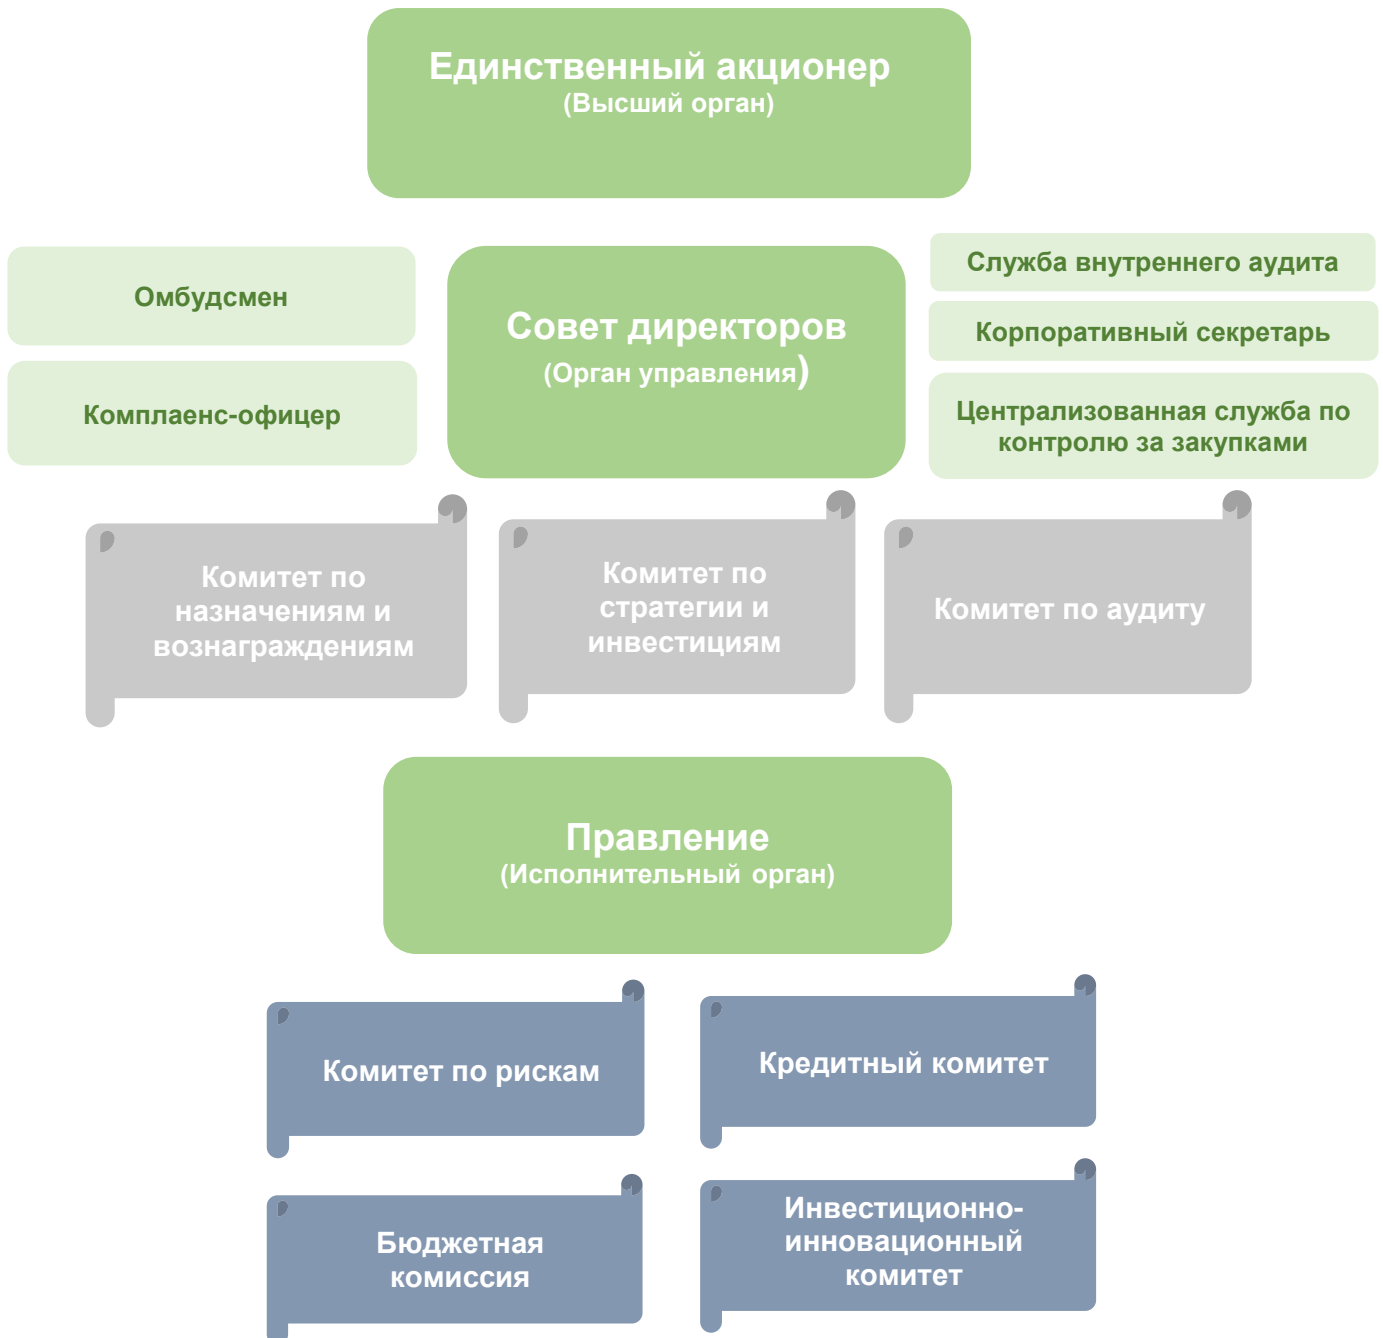 Единственный акционер
(Высший орган)
Омбудсмен
Комплаенс-офицер
Совет директоров
(Орган управления)
Служба внутреннего аудита
Корпоративный секретарь
Централизованная служба по
контролю за закупками
Комитет по
назначениям и
вознаграждениям
Комитет по
стратегии и
инвестициям
Комитет по аудиту
Правление
(Исполнительный орган)
Комитет по рискам
Кредитный комитет
Бюджетная
комиссия
Инвестиционно-
инновационный
комитет